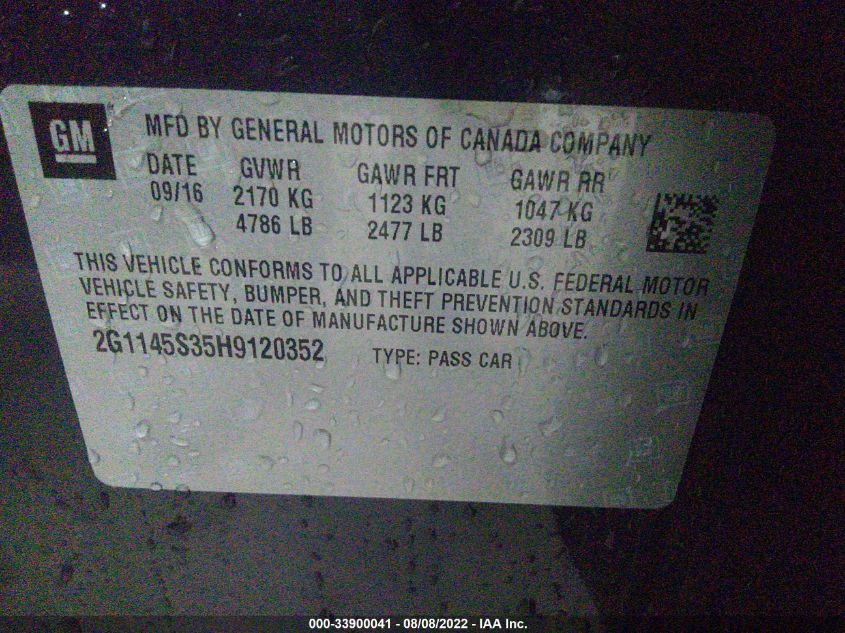 GM
MFD BY GENERAL MOTORS OF CANADA COMPANY
DATE GVWR GAWR FRT GAWR RR
09/16 2170 KG 1123 KG 1047 KG
4786 LB 2477 LB 2309 LB
THIS VEHICLE CONFORMS TO ALL APPLICABLE U.S. FEDERAL MOTOR
VEHICLE SAFETY, BUMPER, AND THEFT PREVENTION STANDARDS IN
EFFECT ON THE DATE OF MANUFACTURE SHOWN ABOVE.
2G1145S35H9120352 TYPE: PASS CAR
000-33900041 - 08/08/2022 - IAA Inc.